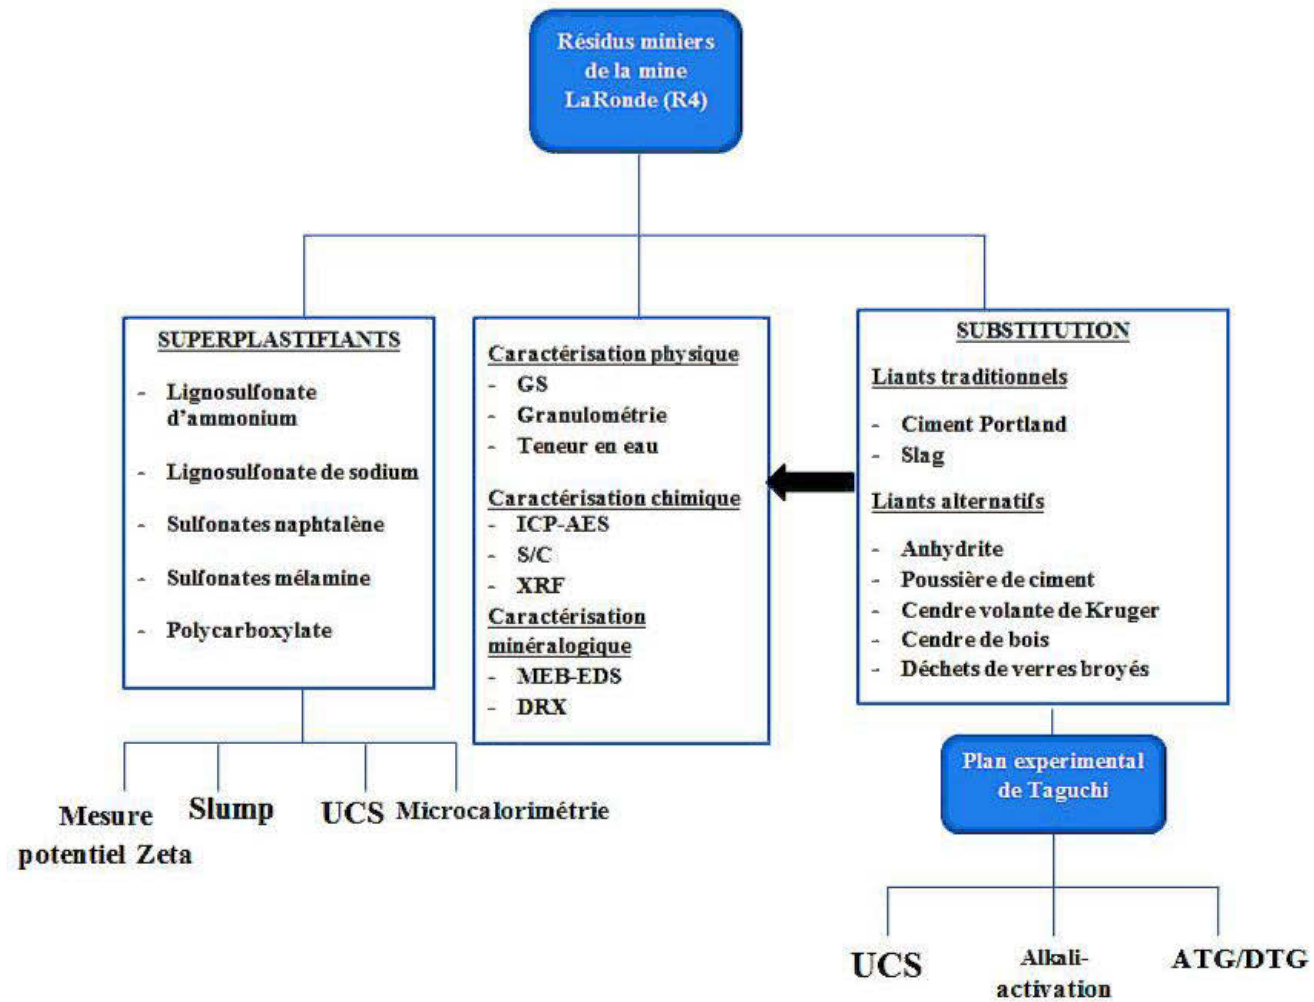 Résidus miniers
de la mine
LaRonde (R4)
SUPERPLASTIFIANTS
- Lignosulfonate
d'ammonium
- Lignosulfonate de sodium
- Sulfonates naphtalène
- Sulfonates mélamine
- Polycarboxylate
Mesure
potentiel Zeta
Slump
UCS
Microcalorimétrie
Caractérisation physique
- GS
- Granulométrie
- Teneur en eau
Caractérisation chimique
- ICP-AES
- S/C
- XRF
Caractérisation
minéralogique
- MEB-EDS
- DRX
SUBSTITUTION
Liants traditionnels
- Ciment Portland
- Slag
Liants alternatifs
- Anhydrite
- Poussière de ciment
- Cendre volante de Kruger
- Cendre de bois
- Déchets de verres broyés
Plan experimental
de Taguchi
UCS
Alkali-
activation
ATG/DTG